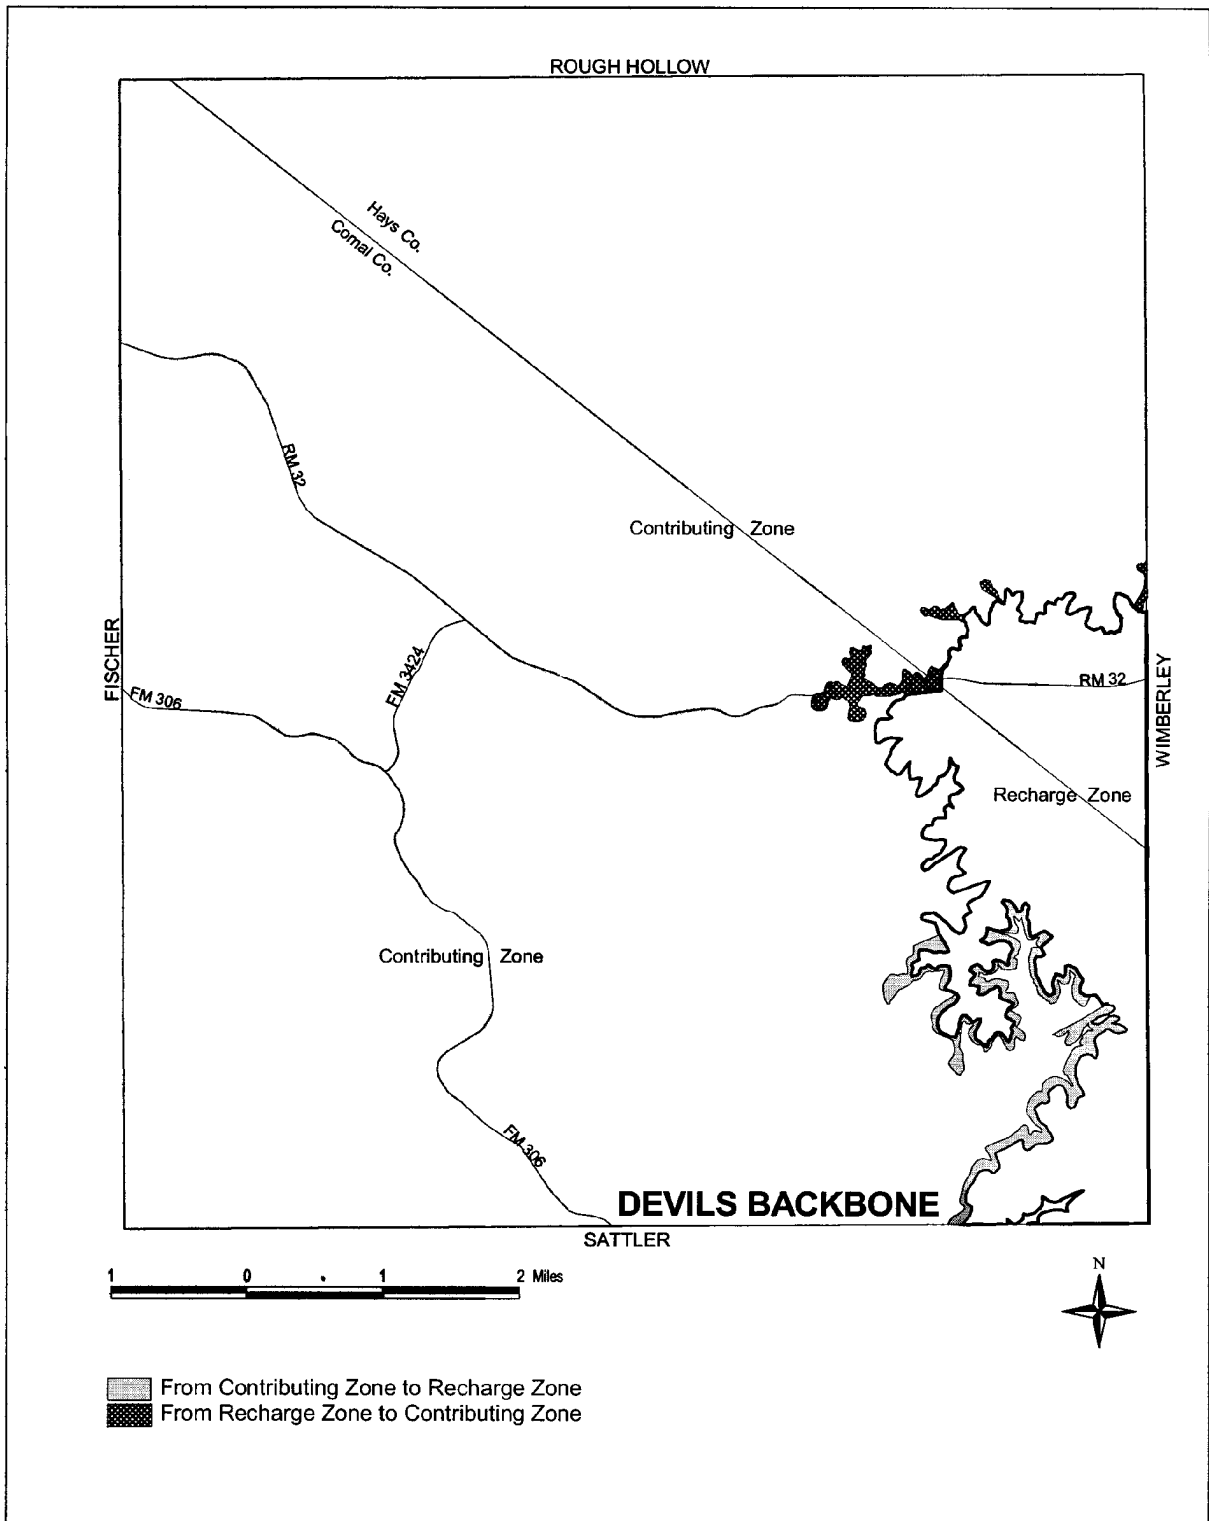 ROUGH HOLLOW
Hays Co.
Comal Co.
RM 32
Contributing Zone
FISCHER
FM 3424
FM 306
RM 32
WIMBERLEY
Recharge Zone
Contributing Zone
FM 306
DEVILS BACKBONE
SATTLER
1 0 1 2 Miles
N
From Contributing Zone to Recharge Zone
From Recharge Zone to Contributing Zone